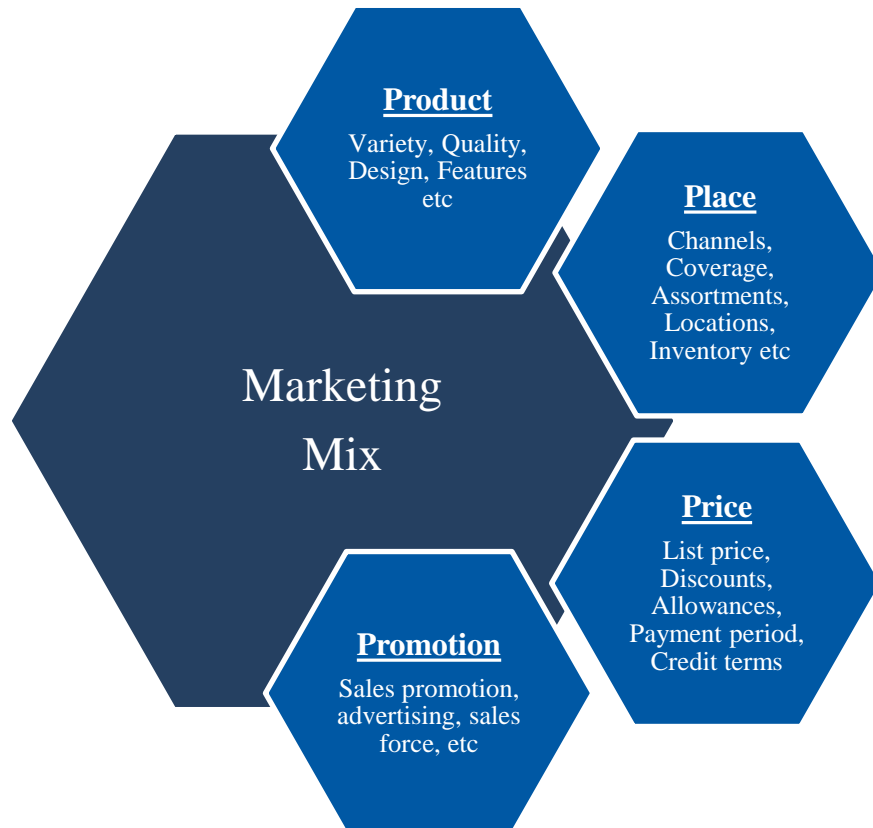 Product
Variety, Quality,
Design, Features
etc
Place
Channels,
Coverage,
Assortments,
Locations,
Inventory etc
Marketing
Mix
Price
List price,
Discounts,
Allowances,
Payment period,
Credit terms
Promotion
Sales promotion,
advertising, sales
force, etc